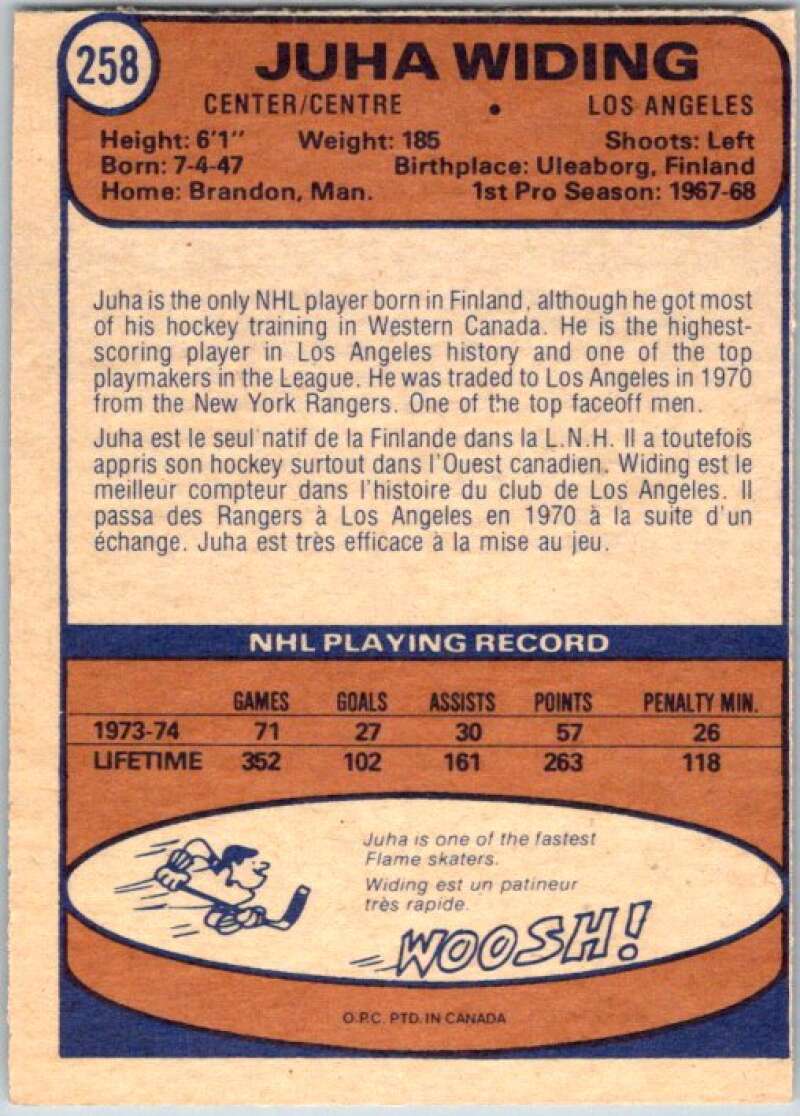 258
JUHA WIDING
CENTER/CENTRE • LOS ANGELES
Height: 6'1" Weight: 185 Shoots: Left
Born: 7-4-47 Birthplace: Uleaborg, Finland
Home: Brandon, Man. 1st Pro Season: 1967-68
Juha is the only NHL player born in Finland, although he got most
of his hockey training in Western Canada. He is the highest-
scoring player in Los Angeles history and one of the top
playmakers in the League. He was traded to Los Angeles in 1970
from the New York Rangers. One of the top faceoff men.
Juha est le seul natif de la Finlande dans la L.N.H. Il a toutefois
appris son hockey surtout dans l'Ouest canadien. Widing est le
meilleur compteur dans l'histoire du club de Los Angeles. Il
passa des Rangers à Los Angeles en 1970 à la suite d'un
échange. Juha est très efficace à la mise au jeu.
NHL PLAYING RECORD
GAMES GOALS ASSISTS POINTS PENALTY MIN.
1973-74 71 27 30 57 26
LIFETIME 352 102 161 263 118
Juha is one of the fastest
Flame skaters.
Widing est un patineur
très rapide.
WOOSH!
O.P.C. PTD. IN CANADA